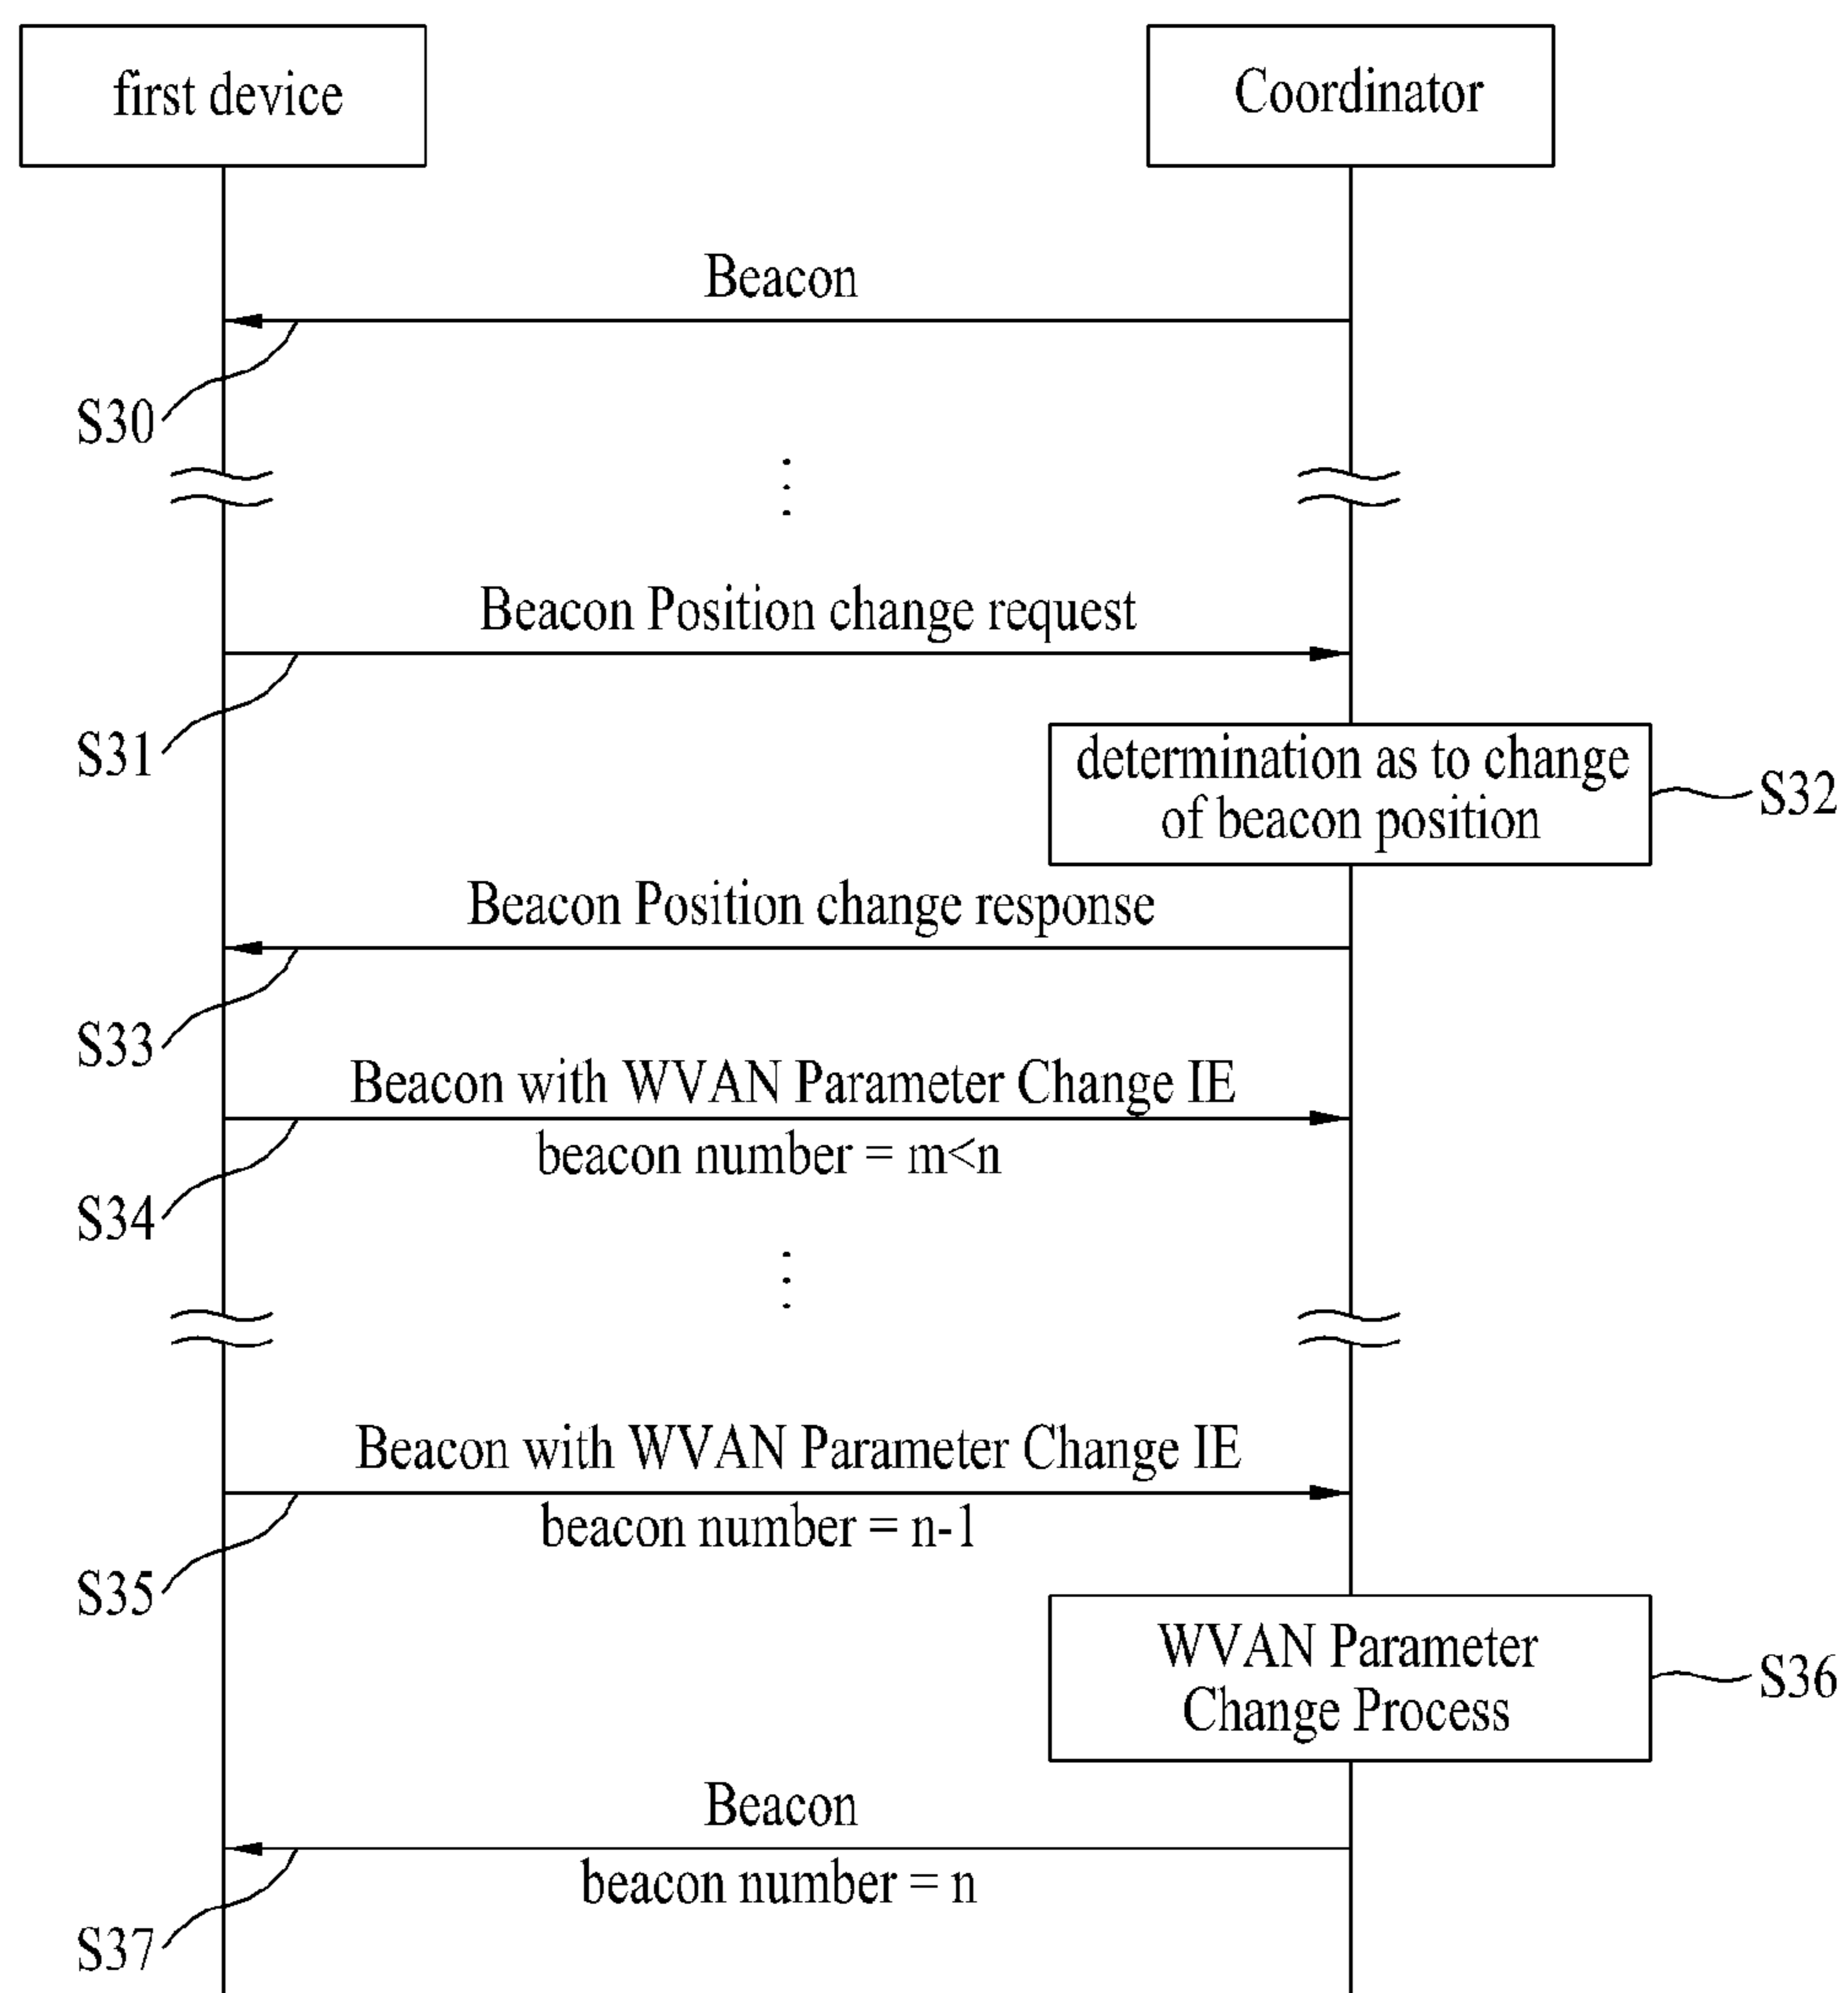 first device
Coordinator
Beacon
S30
Beacon Position change request
S31
determination as to change
of beacon position
S32
Beacon Position change response
S33
Beacon with WVAN Parameter Change IE
beacon number = m<n
S34
Beacon with WVAN Parameter Change IE
beacon number = n-1
S35
WVAN Parameter
Change Process
S36
Beacon
beacon number = n
S37